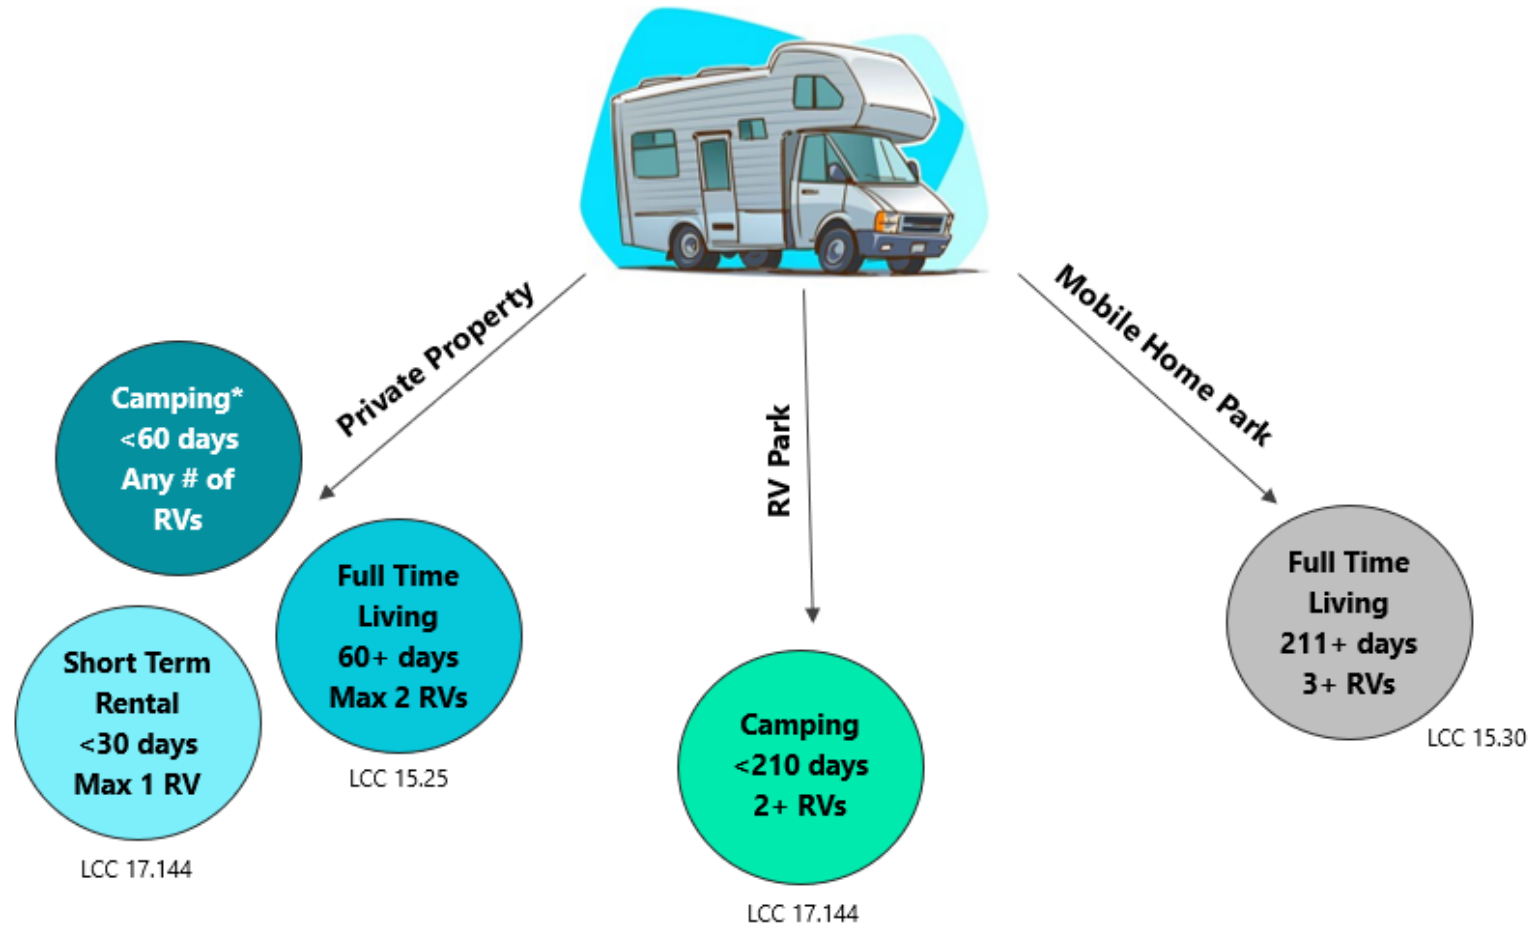 Private Property
RV Park
Mobile Home Park
Camping*
<60 days
Any # of
RVs
Full Time
Living
60+ days
Max 2 RVs
LCC 15.25
Short Term
Rental
<30 days
Max 1 RV
LCC 17.144
Camping
<210 days
2+ RVs
LCC 17.144
Full Time
Living
211+ days
3+ RVs
LCC 15.30